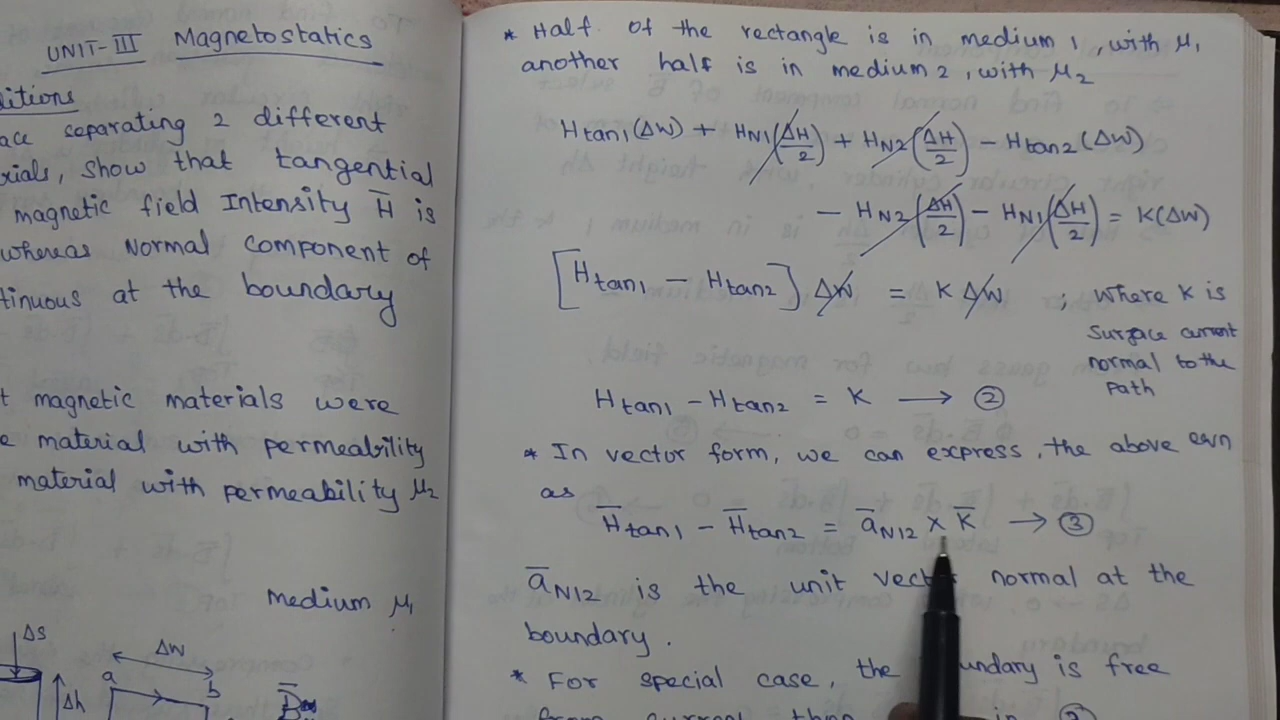 UNIT-III Magnetostatics
ditions
ace separating 2 different
rials, show that tangential
magnetic field Intensity H̄ is
whereas Normal component of
tinuous at the boundary
t magnetic materials were
e material with permeability
material with permeability μ2
medium μ1
ΔS
ΔW
a
b
Δh
B̄
* Half of the rectangle is in medium 1, with μ1
another half is in medium 2, with μ2
Htan1(ΔW) + HN1(ΔH/2) + HN2(ΔH/2) - Htan2(ΔW)
- HN2(ΔH/2) - HN1(ΔH/2) = K(ΔW)
[Htan1 - Htan2] ΔW = K ΔW ; where K is
surface current
normal to the
path
Htan1 - Htan2 = K → ②
* In vector form, we can express, the above eqn
as
H̄tan1 - H̄tan2 = āN12 × K̄ → ③
āN12 is the unit normal at the
boundary.
* For special case, the is free